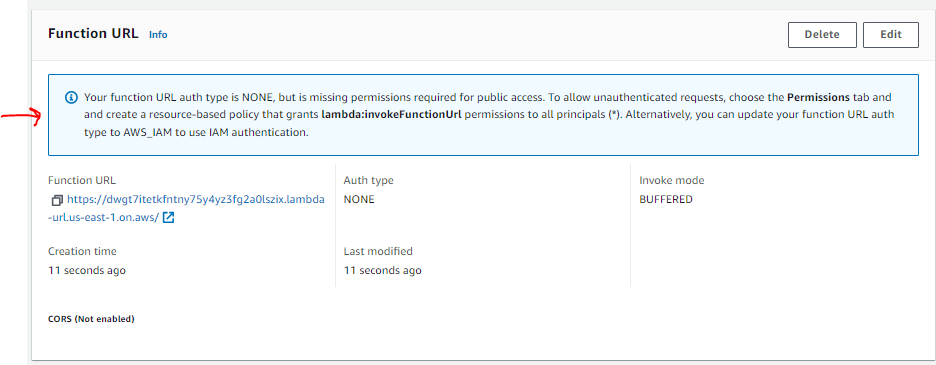 Function URL Info
Delete
Edit
Your function URL auth type is NONE, but is missing permissions required for public access. To allow unauthenticated requests, choose the Permissions tab and
and create a resource-based policy that grants lambda:invokeFunctionUrl permissions to all principals (*). Alternatively, you can update your function URL auth
type to AWS_IAM to use IAM authentication.
Function URL
https://dwgt7itetkfntny75y4yz3fg2a0lszix.lambda
-url.us-east-1.on.aws/
Auth type
NONE
Invoke mode
BUFFERED
Creation time
11 seconds ago
Last modified
11 seconds ago
CORS (Not enabled)